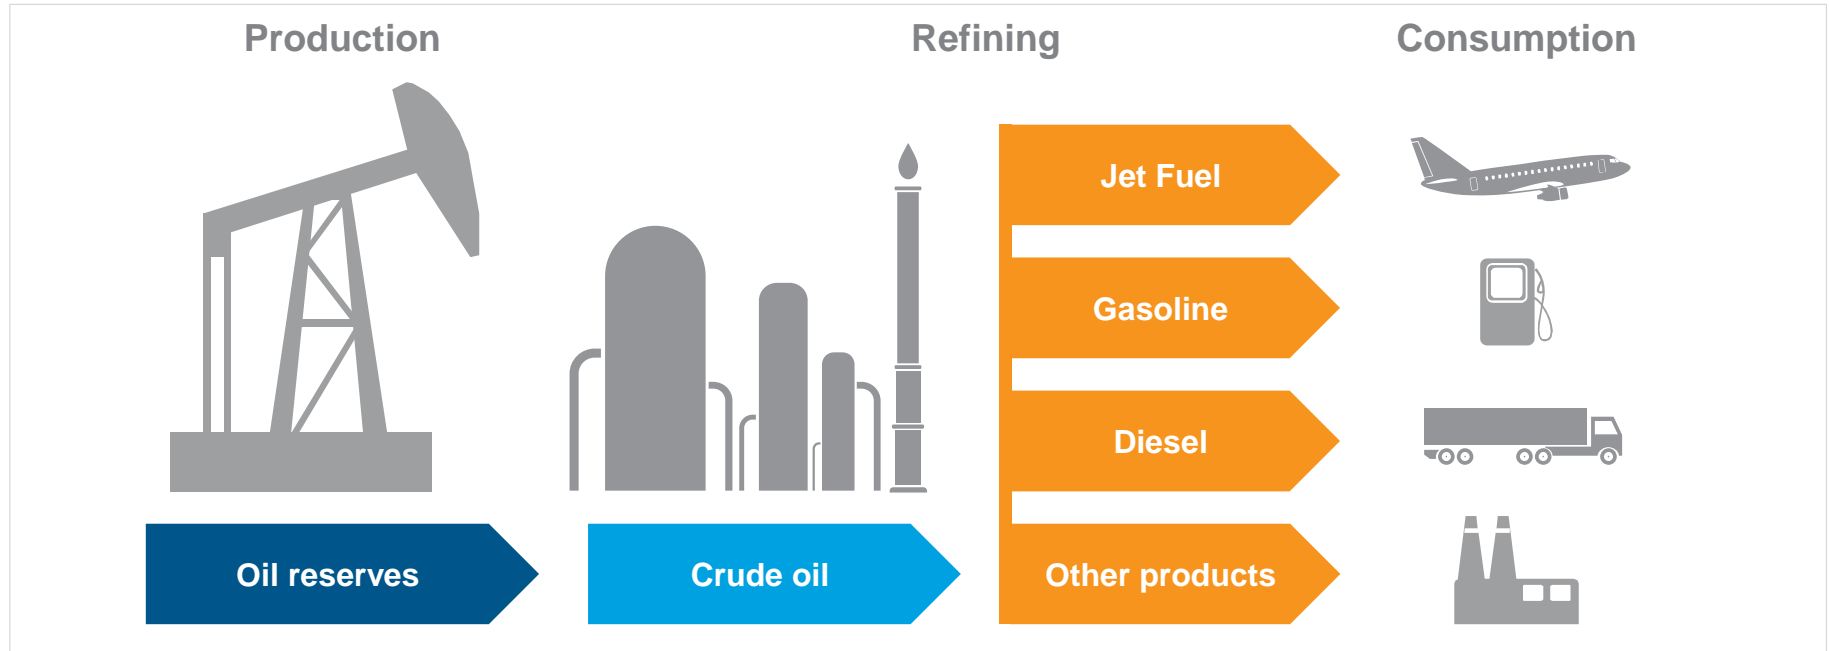 Production
Refining
Consumption
Jet Fuel
Gasoline
Diesel
Oil reserves
Crude oil
Other products